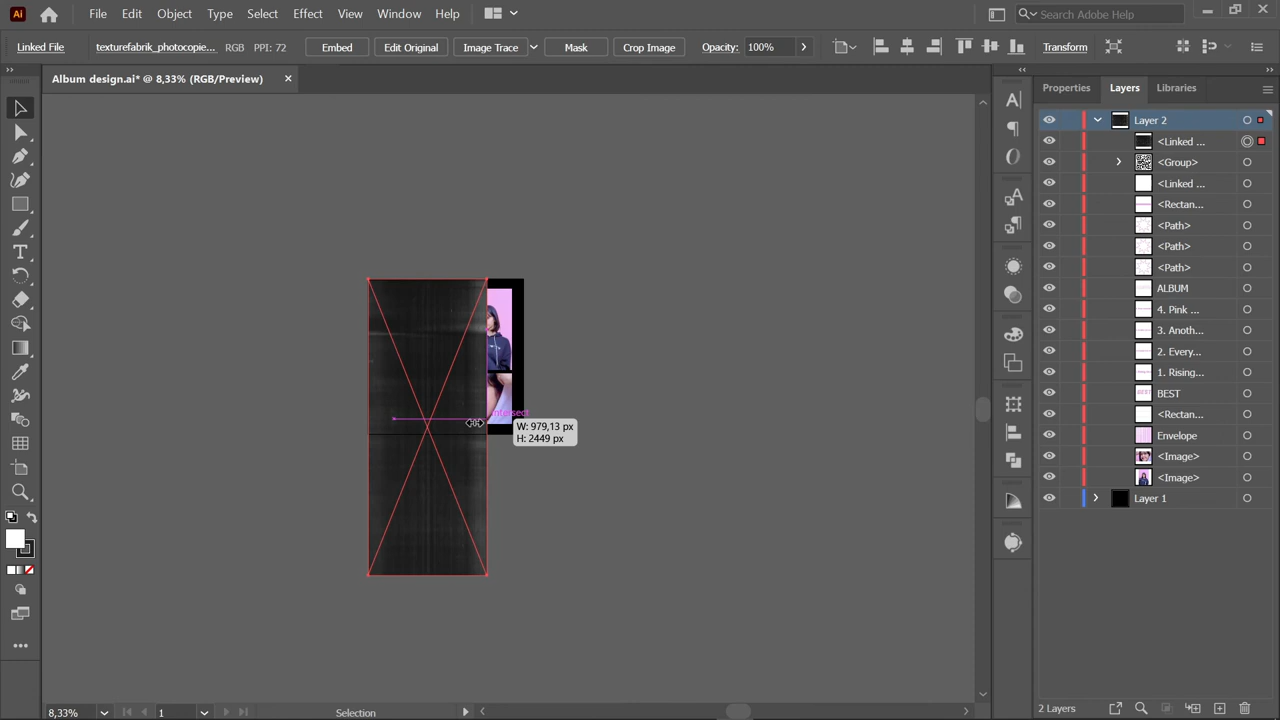 Ai
File
Edit
Object
Type
Select
Effect
View
Window
Help
Search Adobe Help
Linked File
texturefabrik_photocopie...
RGB
PPI: 72
Embed
Edit Original
Image Trace
Mask
Crop Image
Opacity:
100%
Transform
Album design.ai* @ 8,33% (RGB/Preview)
Properties
Layers
Libraries
Layer 2
<Linked ...
<Group>
<Linked ...
<Rectan...
<Path>
<Path>
<Path>
ALBUM
4. Pink ...
3. Anoth...
2. Every...
1. Rising...
BEST
<Rectan...
Envelope
<Image>
<Image>
Layer 1
intersect
W: 979,13 px
H: 2449 px
8,33%
1
Selection
2 Layers